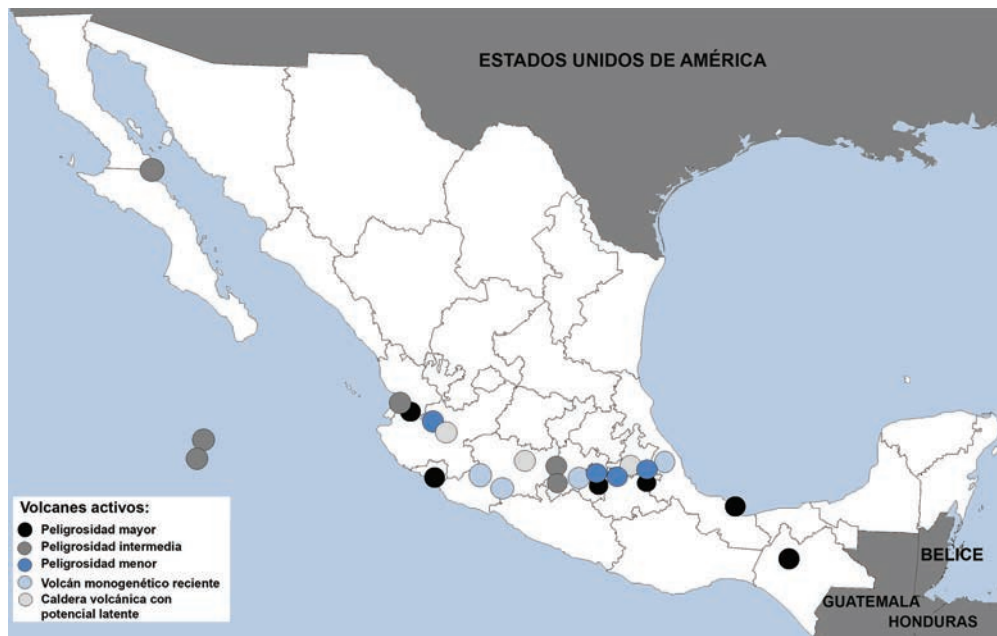 ESTADOS UNIDOS DE AMÉRICA
Volcanes activos:
Peligrosidad mayor
Peligrosidad intermedia
Peligrosidad menor
Volcán monogenético reciente
Caldera volcánica con
potencial latente
BELICE
GUATEMALA
HONDURAS